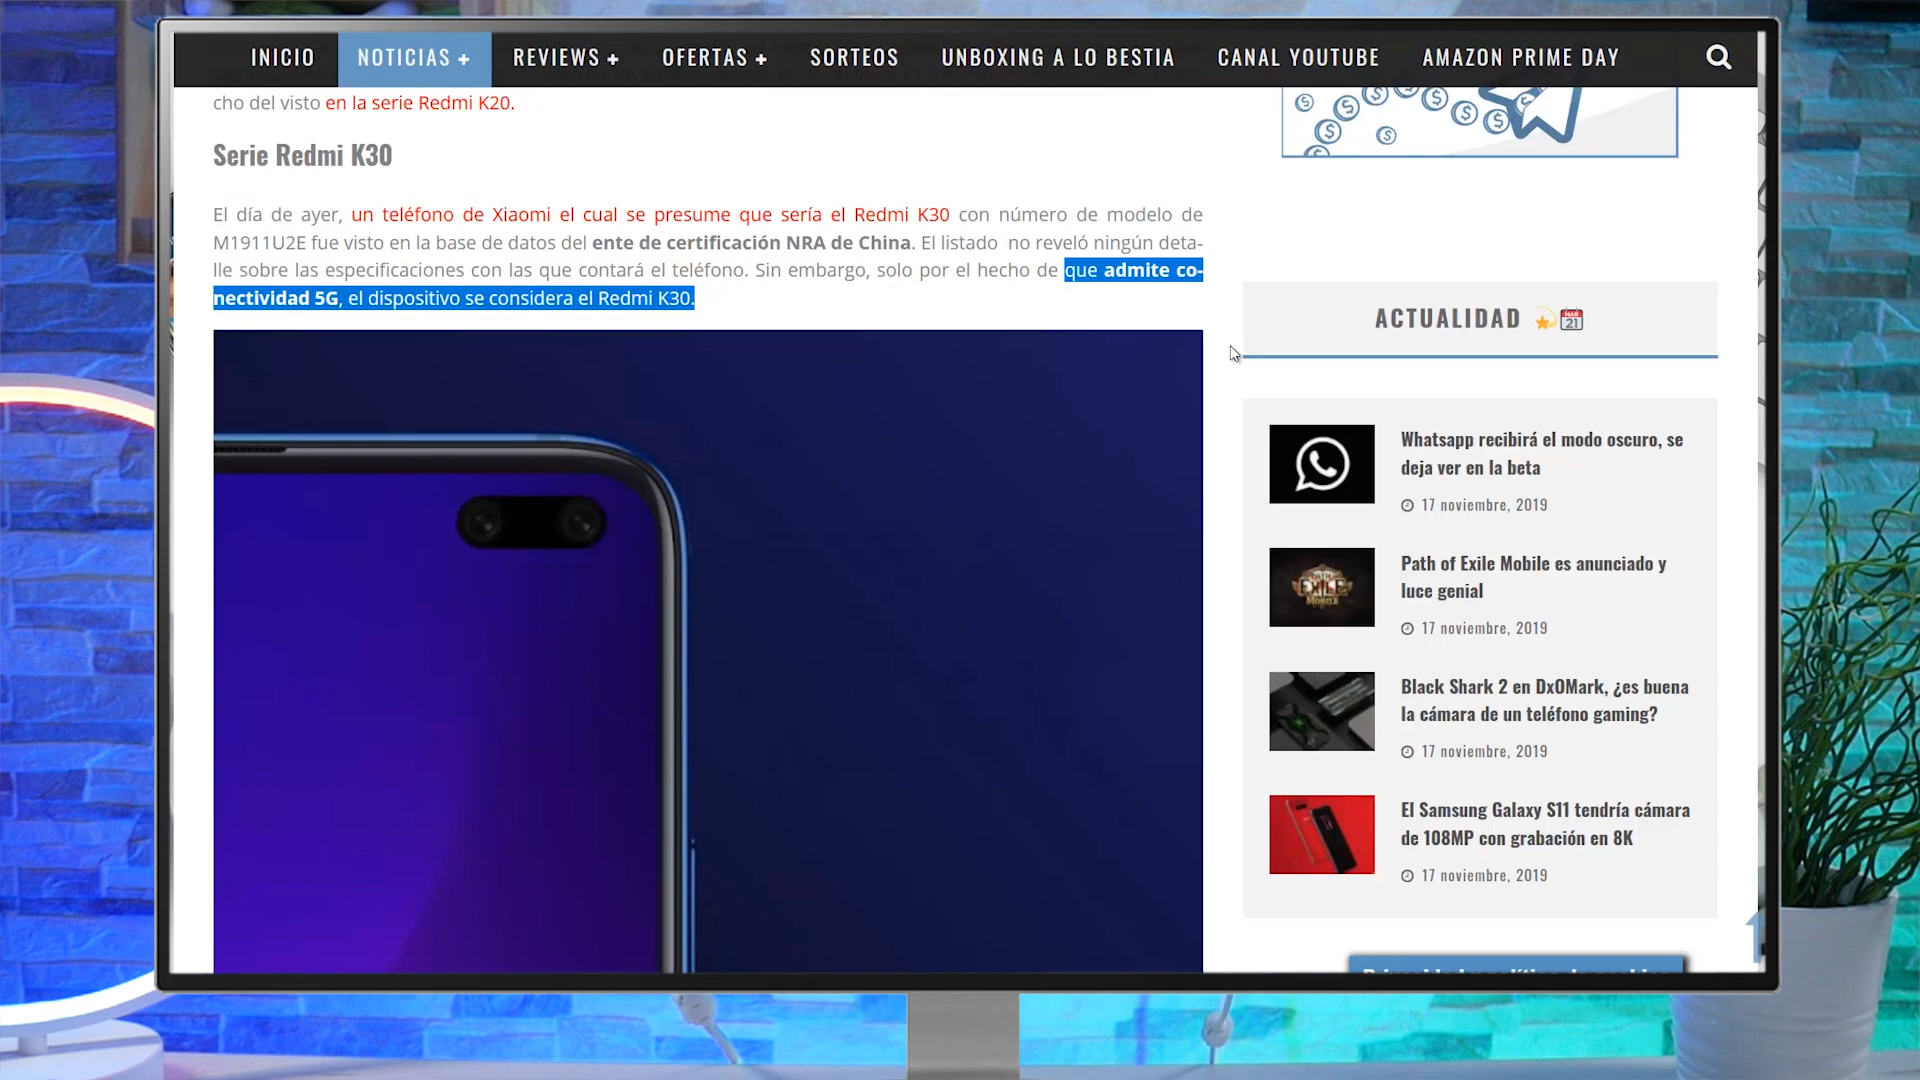 INICIO NOTICIAS + REVIEWS + OFERTAS + SORTEOS UNBOXING A LO BESTIA CANAL YOUTUBE AMAZON PRIME DAY
cho del visto en la serie Redmi K20.
Serie Redmi K30
El día de ayer, un teléfono de Xiaomi el cual se presume que sería el Redmi K30 con número de modelo de
M1911U2E fue visto en la base de datos del ente de certificación NRA de China. El listado no reveló ningún deta-
lle sobre las especificaciones con las que contará el teléfono. Sin embargo, solo por el hecho de que admite co-
nectividad 5G, el dispositivo se considera el Redmi K30.
ACTUALIDAD
MAR
21
Whatsapp recibirá el modo oscuro, se
deja ver en la beta
17 noviembre, 2019
PATH OF
EXILE
MOBILE
Path of Exile Mobile es anunciado y
luce genial
17 noviembre, 2019
Black Shark 2 en DxOMark, ¿es buena
la cámara de un teléfono gaming?
17 noviembre, 2019
El Samsung Galaxy S11 tendría cámara
de 108MP con grabación en 8K
17 noviembre, 2019